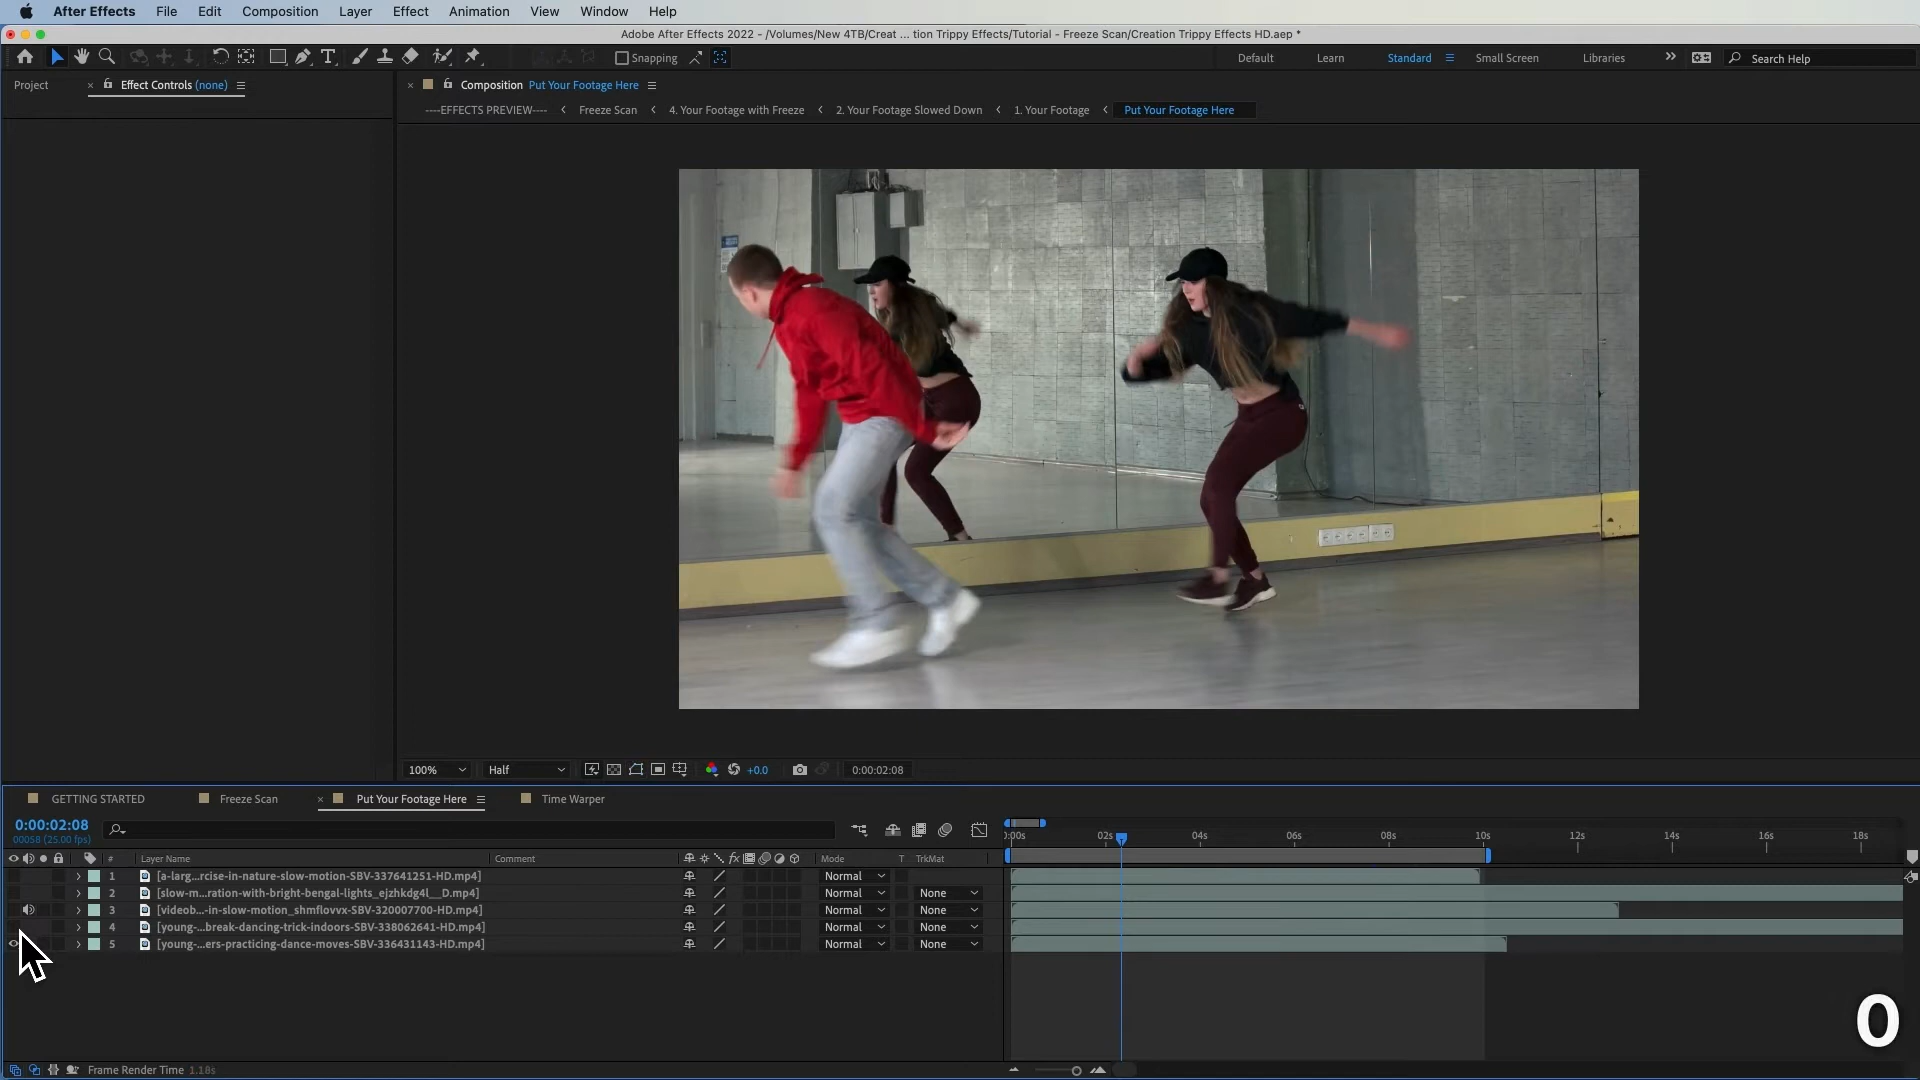 After Effects File Edit Composition Layer Effect Animation View Window Help
Adobe After Effects 2022 - /Volumes/New 4TB/Creat ... tion Trippy Effects/Tutorial - Freeze Scan/Creation Trippy Effects HD.aep *
Snapping Default Learn Standard Small Screen Libraries Search Help
Project Effect Controls (none) Composition Put Your Footage Here
----EFFECTS PREVIEW---- Freeze Scan 4. Your Footage with Freeze 2. Your Footage Slowed Down 1. Your Footage Put Your Footage Here
100% Half +0.0 0:00:02:08
GETTING STARTED Freeze Scan Put Your Footage Here Time Warper
0:00:02:08
00058 (25.00 fps)
0:00s 02s 04s 06s 08s 10s 12s 14s 16s 18s
# Layer Name Comment Mode T TrkMat
1 [a-larg...rcise-in-nature-slow-motion-SBV-337641251-HD.mp4] Normal
2 [slow-m...ration-with-bright-bengal-lights_ejzhkdg4l__D.mp4] Normal None
3 [videob...-in-slow-motion_shmflovvx-SBV-320007700-HD.mp4] Normal None
4 [young-...break-dancing-trick-indoors-SBV-338062641-HD.mp4] Normal None
5 [young-...ers-practicing-dance-moves-SBV-336431143-HD.mp4] Normal None
0
Frame Render Time 1.18s